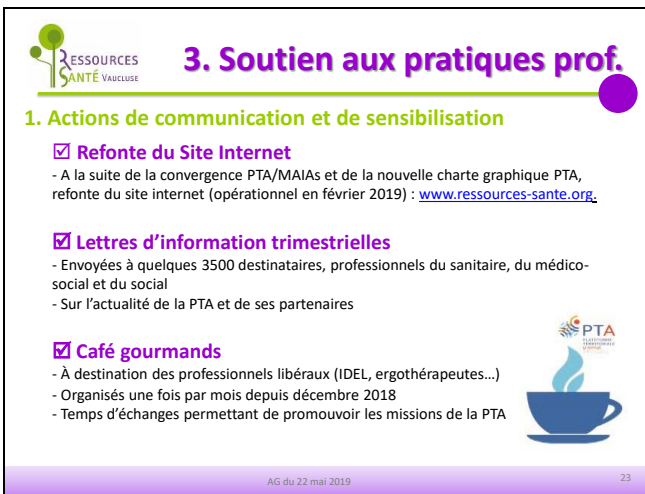 RESSOURCES
SANTÉ VAUCLUSE
3. Soutien aux pratiques prof.
1. Actions de communication et de sensibilisation
☑ Refonte du Site Internet
- A la suite de la convergence PTA/MAIAs et de la nouvelle charte graphique PTA,
refonte du site internet (opérationnel en février 2019) : www.ressources-sante.org.
☑ Lettres d'information trimestrielles
- Envoyées à quelques 3500 destinataires, professionnels du sanitaire, du médico-
social et du social
- Sur l'actualité de la PTA et de ses partenaires
PTA
PLATEFORME
TERRITORIALE
D'APPUI
☑ Café gourmands
- À destination des professionnels libéraux (IDEL, ergothérapeutes…)
- Organisés une fois par mois depuis décembre 2018
- Temps d'échanges permettant de promouvoir les missions de la PTA
AG du 22 mai 2019
23